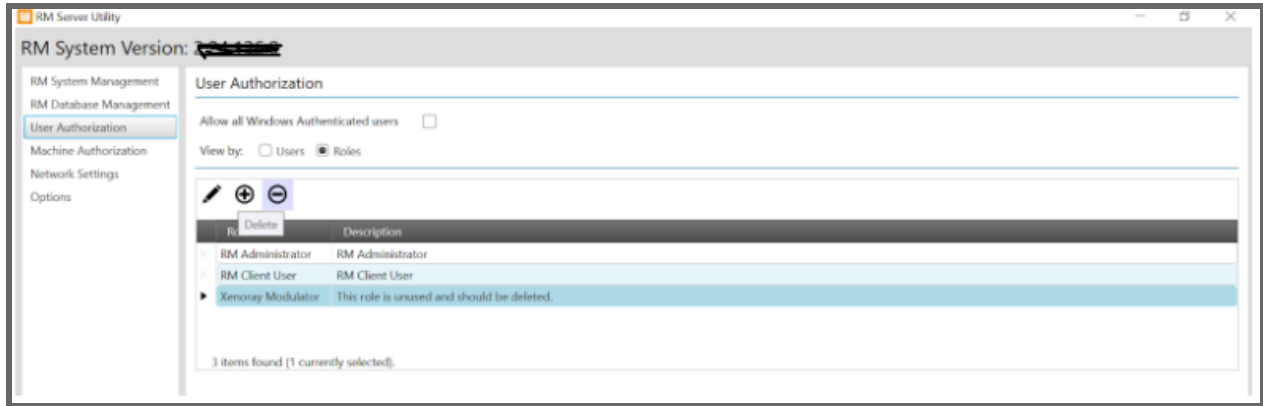 RM Server Utility
RM System Version:
RM System Management
RM Database Management
User Authorization
Machine Authorization
Network Settings
Options
User Authorization
Allow all Windows Authenticated users
View by: Users Roles
Delete
Description
RM Administrator RM Administrator
RM Client User RM Client User
Xenoray Modulator This role is unused and should be deleted.
3 items found (1 currently selected).